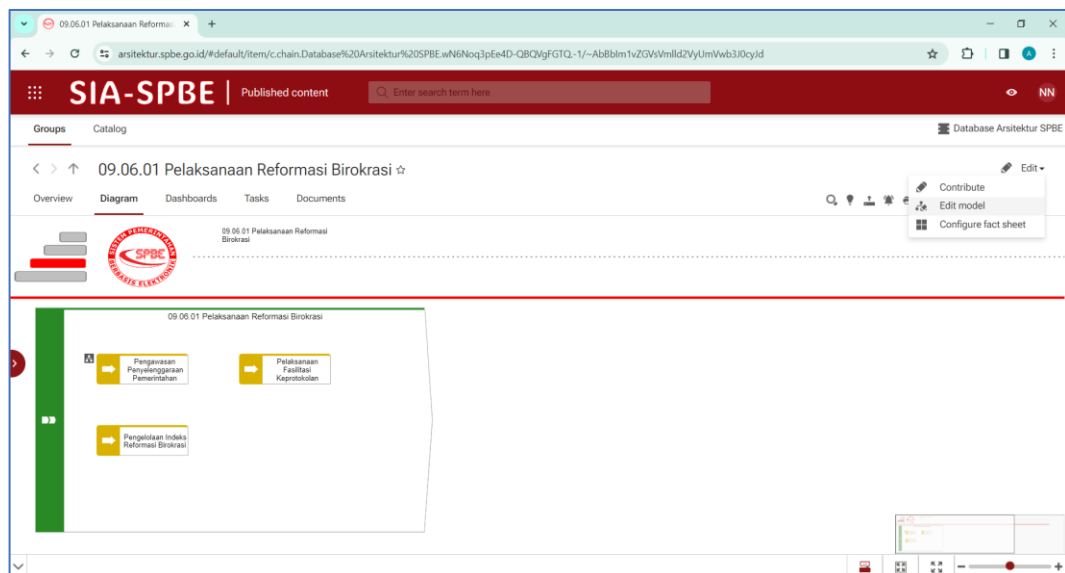 09.06.01 Pelaksanaan Reformas
arsitektur.spbe.go.id/#default/item/c.chain.Database%20Arsitektur%20SPBE.wN6Noq3pEe4D-QBQVgFGTQ.-1/~AbBbIm1vZGVsVmlld2VyUmVwb3J0cyJd
A
SIA-SPBE | Published content
Enter search term here
NN
Groups
Catalog
Database Arsitektur SPBE
09.06.01 Pelaksanaan Reformasi Birokrasi
Edit
Overview
Diagram
Dashboards
Tasks
Documents
Contribute
Edit model
Configure fact sheet
SISTEM PEMERINTAHAN
SPBE
BERBASIS ELEKTRONIK
09.06.01 Pelaksanaan Reformasi
Birokrasi
09.06.01 Pelaksanaan Reformasi Birokrasi
Pengawasan
Penyelenggaraan
Pemerintahan
Pelaksanaan
Fasilitasi
Keprotokolan
Pengelolaan Indeks
Reformasi Birokrasi